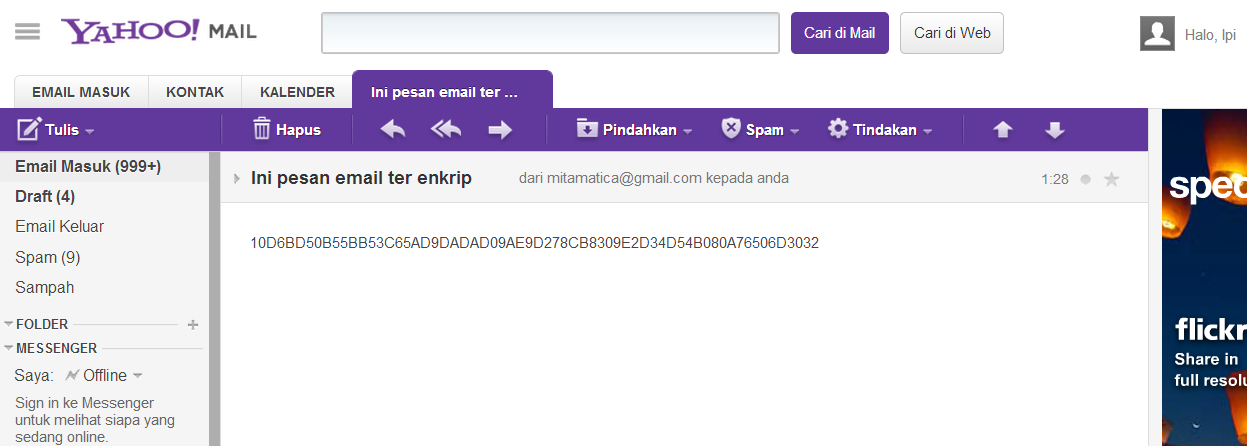 YAHOO! MAIL
Cari di Mail
Cari di Web
Halo, Ipi
EMAIL MASUK
KONTAK
KALENDER
Ini pesan email ter ...
Tulis
Hapus
Pindahkan
Spam
Tindakan
Email Masuk (999+)
Draft (4)
Email Keluar
Spam (9)
Sampah
FOLDER
MESSENGER
Saya: Offline
Sign in ke Messenger
untuk melihat siapa yang
sedang online.
Ini pesan email ter enkrip
dari mitamatica@gmail.com kepada anda
1:28
10D6BD50B55BB53C65AD9DADAD09AE9D278CB8309E2D34D54B080A76506D3032
spec
flickr
Share in
full resolu